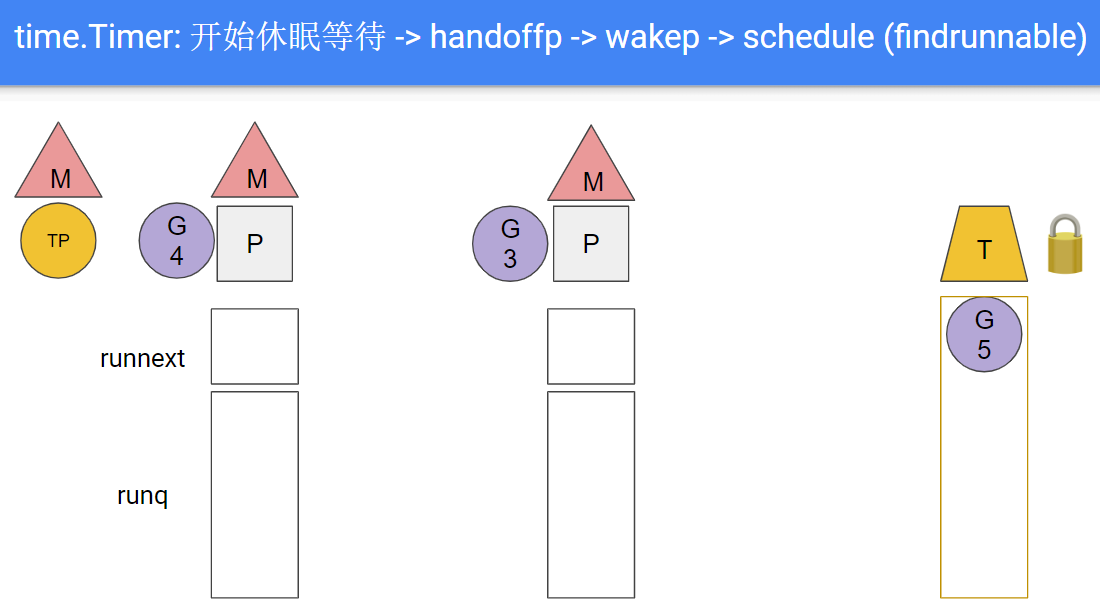 time.Timer: 开始休眠等待 -> handoffp -> wakep -> schedule (findrunnable)
M
M
M
TP
G
4
P
G
3
P
T
G
5
runnext
runq